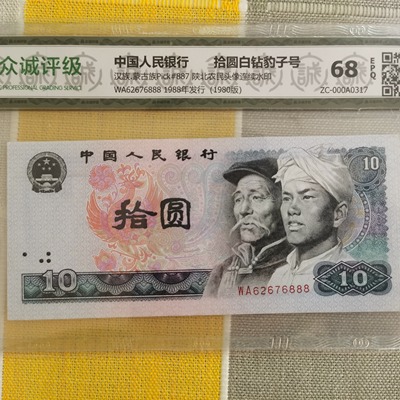 众诚评级
PROFESSIONAL GRADING SERVICE
中国人民银行 拾圆白钻豹子号
汉族.蒙古族Pick#887 陕北农民头像连续水印
WA62676888 1988年发行（1980版）
68
EPQ
ZC-000A0317
中国人民银行
10
拾圆
10
10
WA62676888